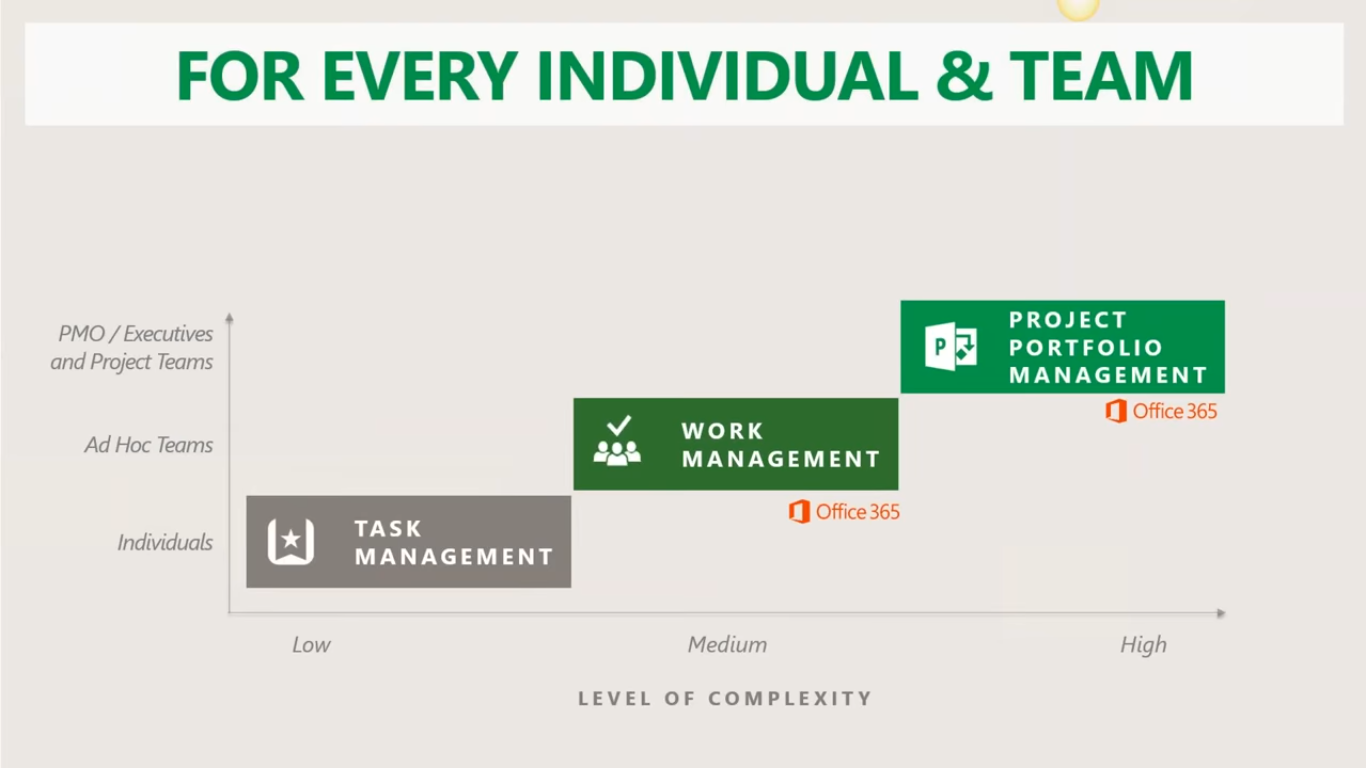 FOR EVERY INDIVIDUAL & TEAM
PMO / Executives
and Project Teams
P
PROJECT
PORTFOLIO
MANAGEMENT
Office 365
Ad Hoc Teams
WORK
MANAGEMENT
Office 365
Individuals
TASK
MANAGEMENT
Low
Medium
High
LEVEL OF COMPLEXITY